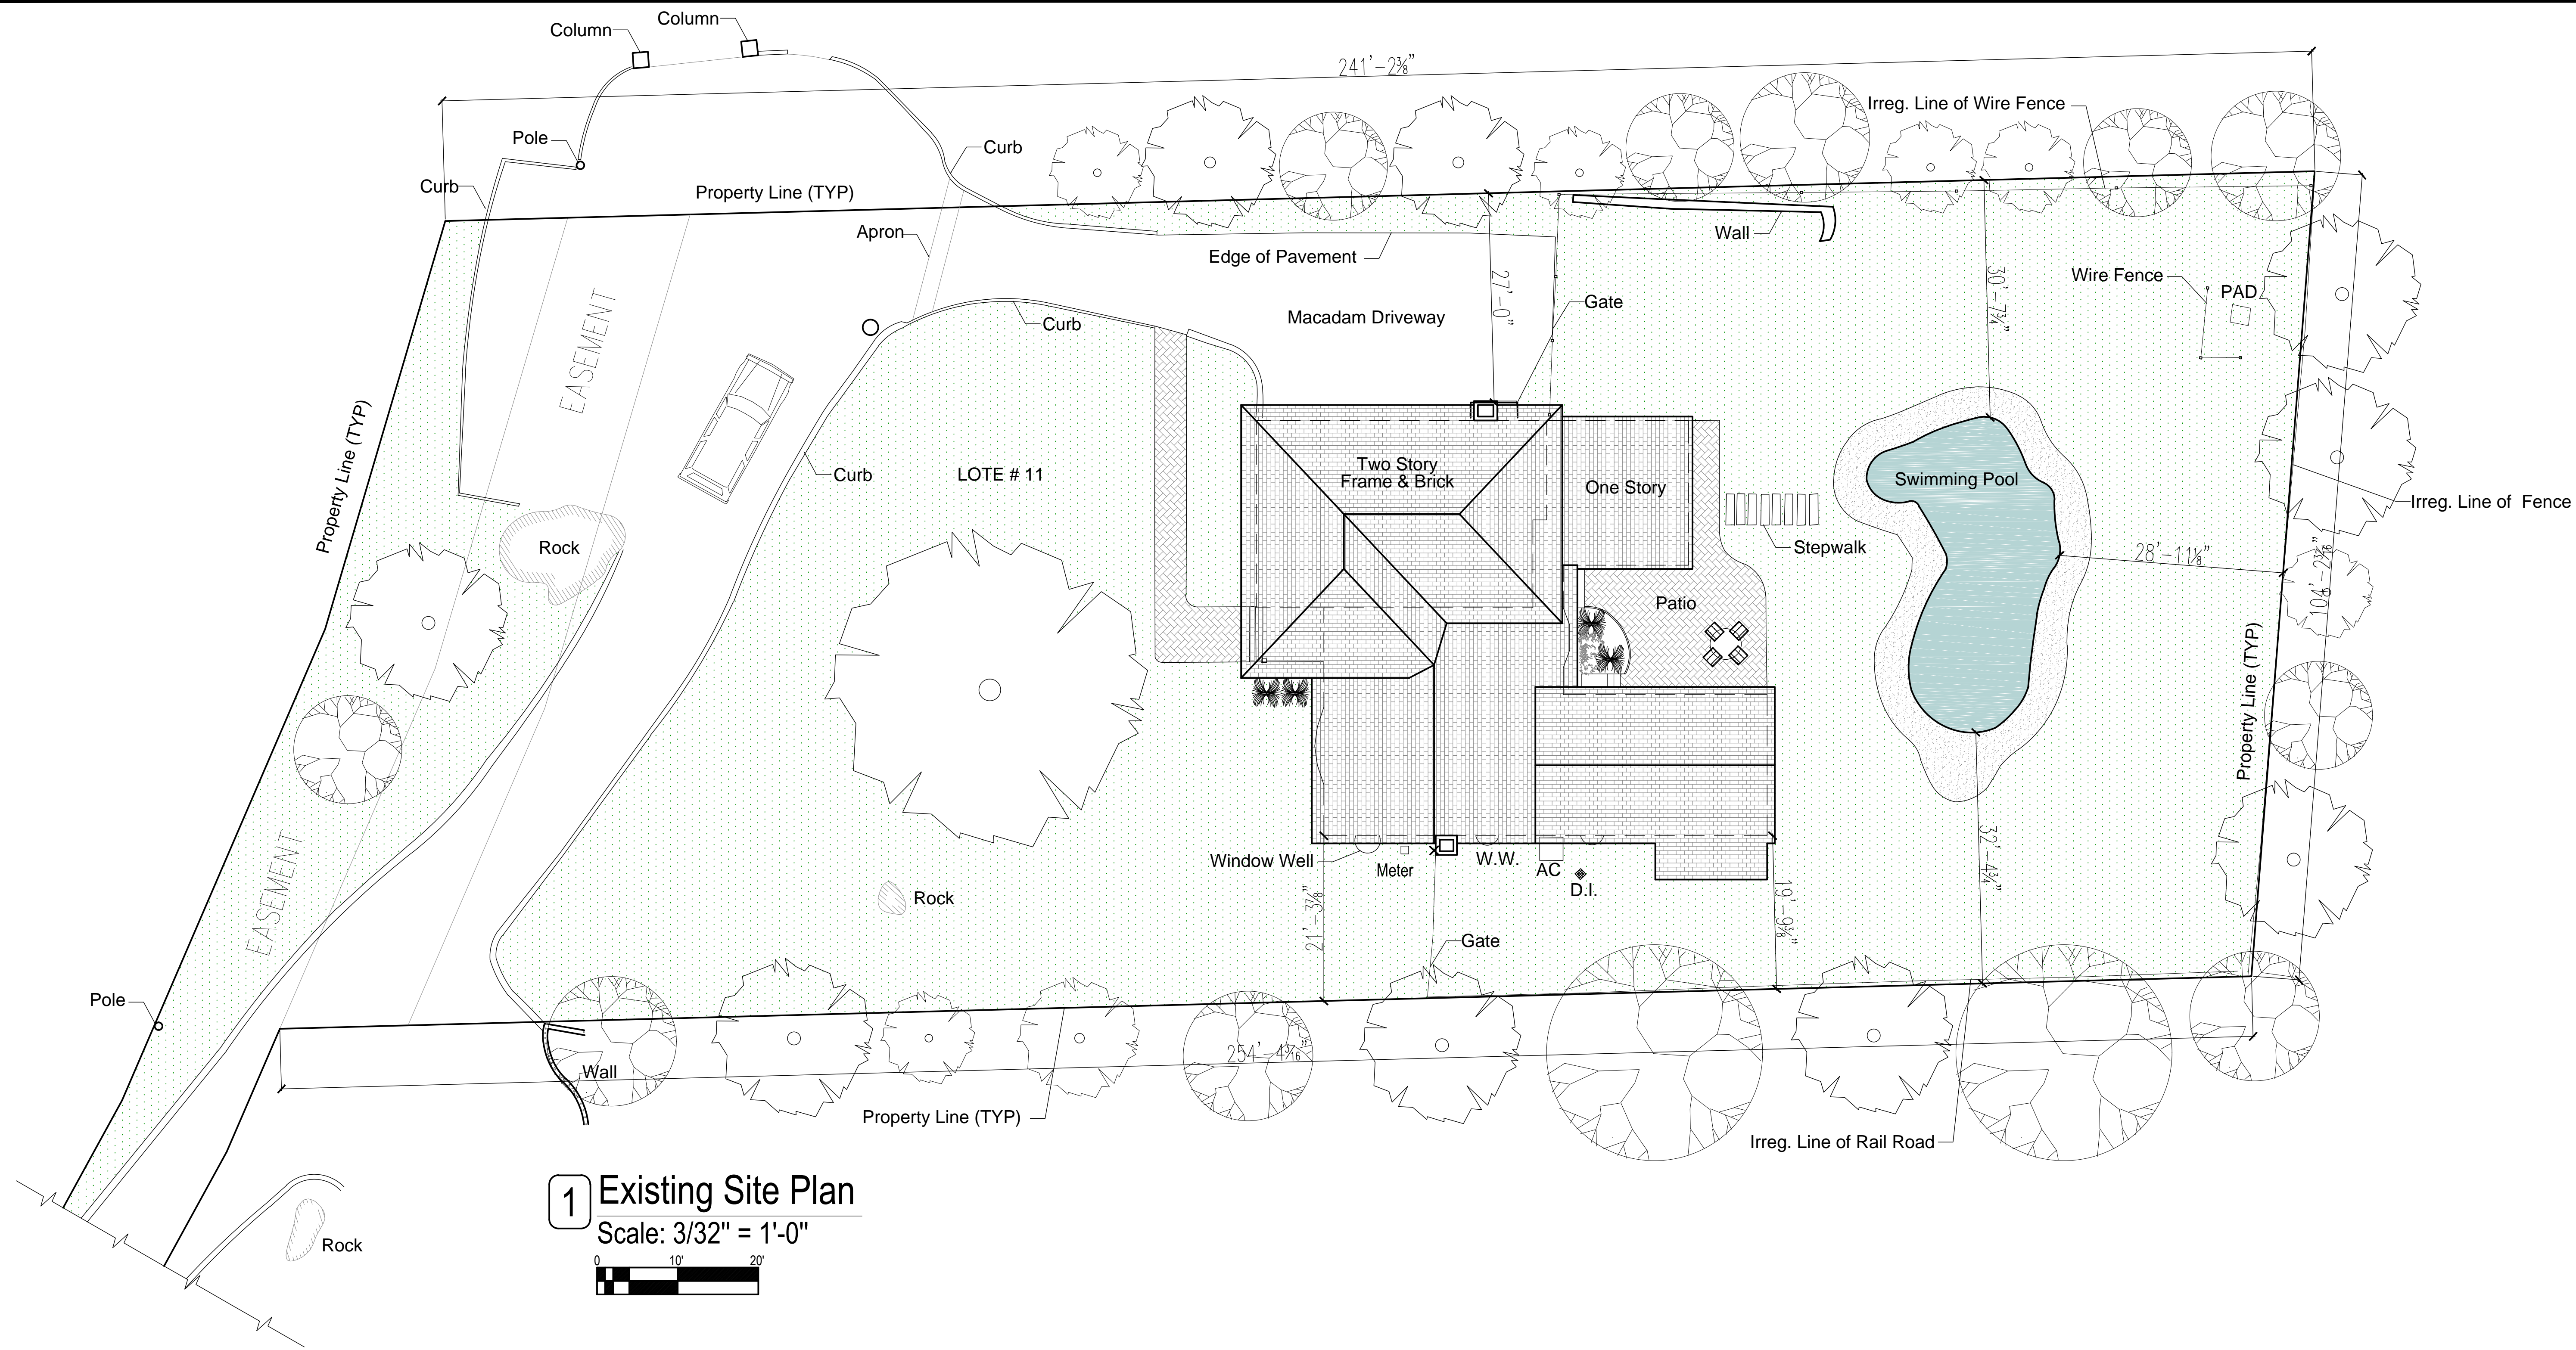 Column
Column
241'-2⅜"
Irreg. Line of Wire Fence
Pole
Curb
Curb
Property Line (TYP)
Apron
Wall
Edge of Pavement
27'-0"
30'-7¾"
Wire Fence
PAD
EASEMENT
Gate
Macadam Driveway
Curb
Property Line (TYP)
Curb
LOTE # 11
Two Story
Frame & Brick
One Story
Swimming Pool
Irreg. Line of Fence
Rock
Stepwalk
28'-11⅛"
Patio
Property Line (TYP)
EASEMENT
Window Well
Meter
W.W.
AC
D.I.
32'-4¾"
Rock
21'-3⅞"
19'-9⅜"
Gate
Pole
254'-4³⁄₁₆"
Wall
Property Line (TYP)
Irreg. Line of Rail Road
1
Existing Site Plan
Scale: 3/32" = 1'-0"
0 10' 20'
Rock